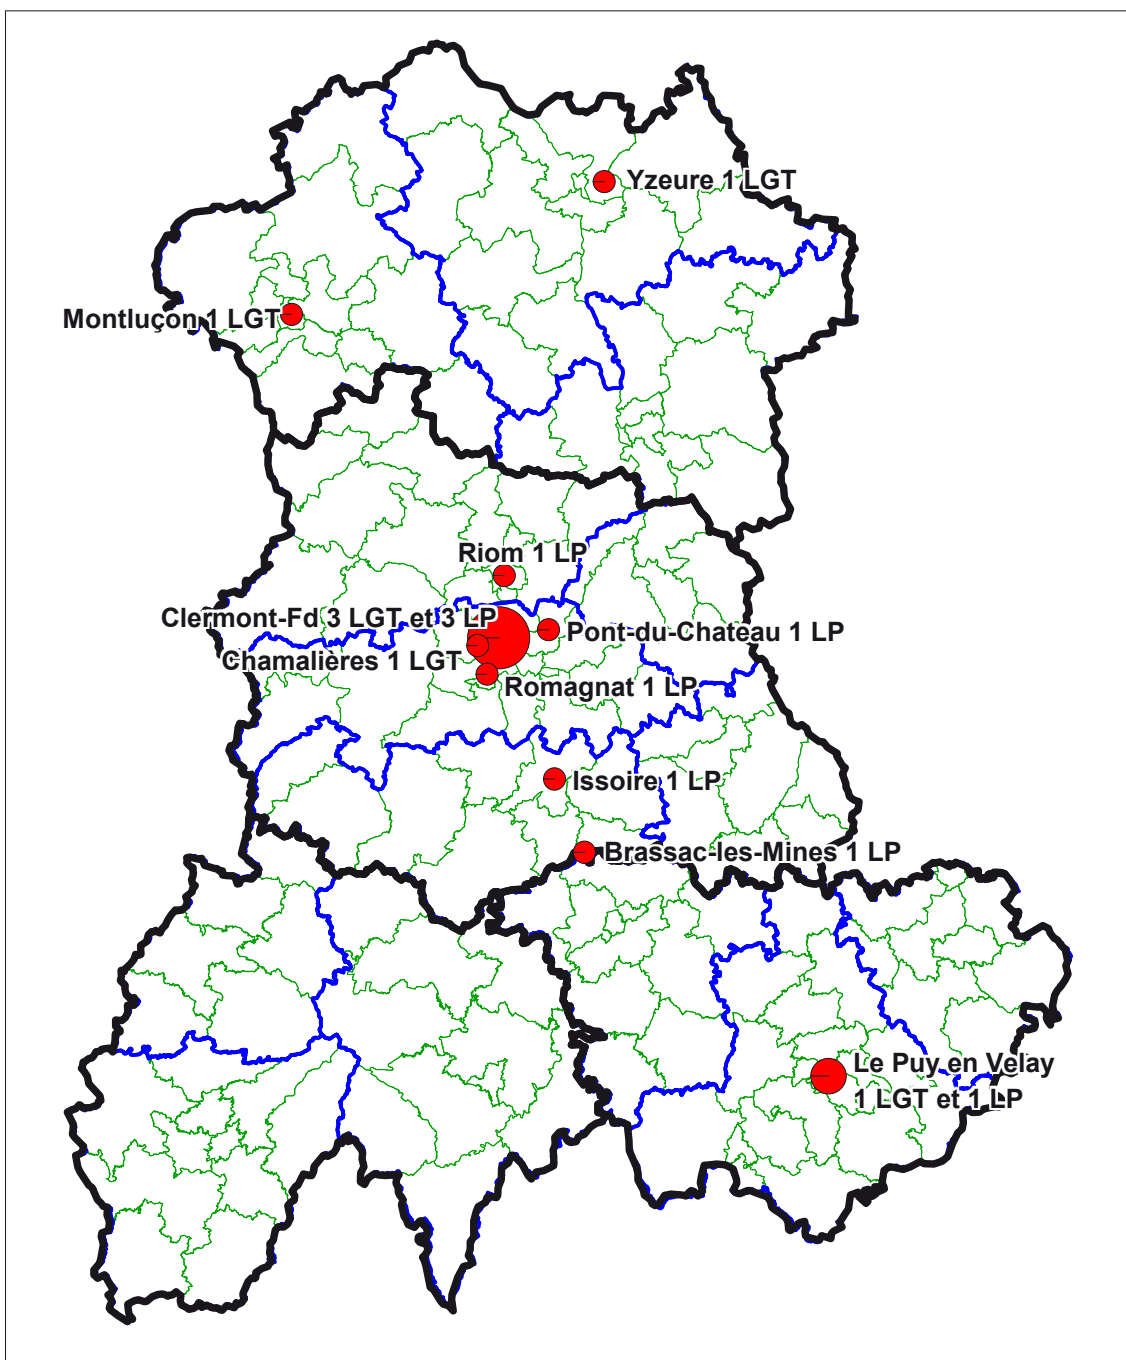 Yzeure 1 LGT
Montluçon 1 LGT
Riom 1 LP
Clermont-Fd 3 LGT et 3 LP
Pont-du-Chateau 1 LP
Chamalières 1 LGT
Romagnat 1 LP
Issoire 1 LP
Brassac-les-Mines 1 LP
Le Puy en Velay
1 LGT et 1 LP